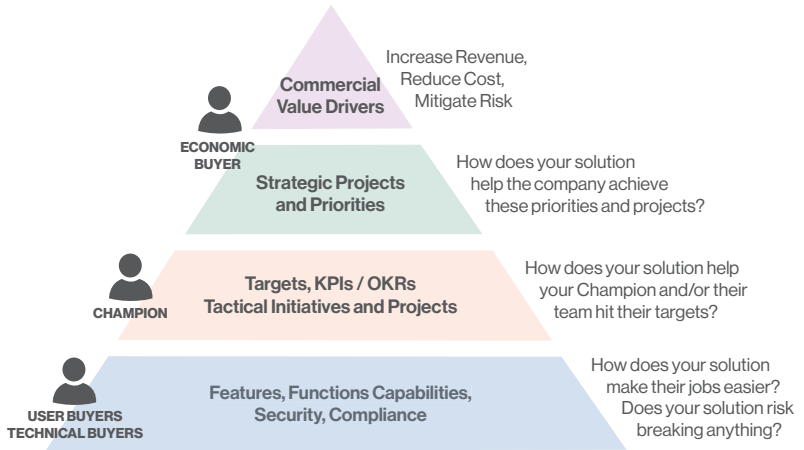 Commercial
Value Drivers
Increase Revenue,
Reduce Cost,
Mitigate Risk
ECONOMIC
BUYER
Strategic Projects
and Priorities
How does your solution
help the company achieve
these priorities and projects?
CHAMPION
Targets, KPIs / OKRs
Tactical Initiatives and Projects
How does your solution help
your Champion and/or their
team hit their targets?
USER BUYERS
TECHNICAL BUYERS
Features, Functions Capabilities,
Security, Compliance
How does your solution
make their jobs easier?
Does your solution risk
breaking anything?